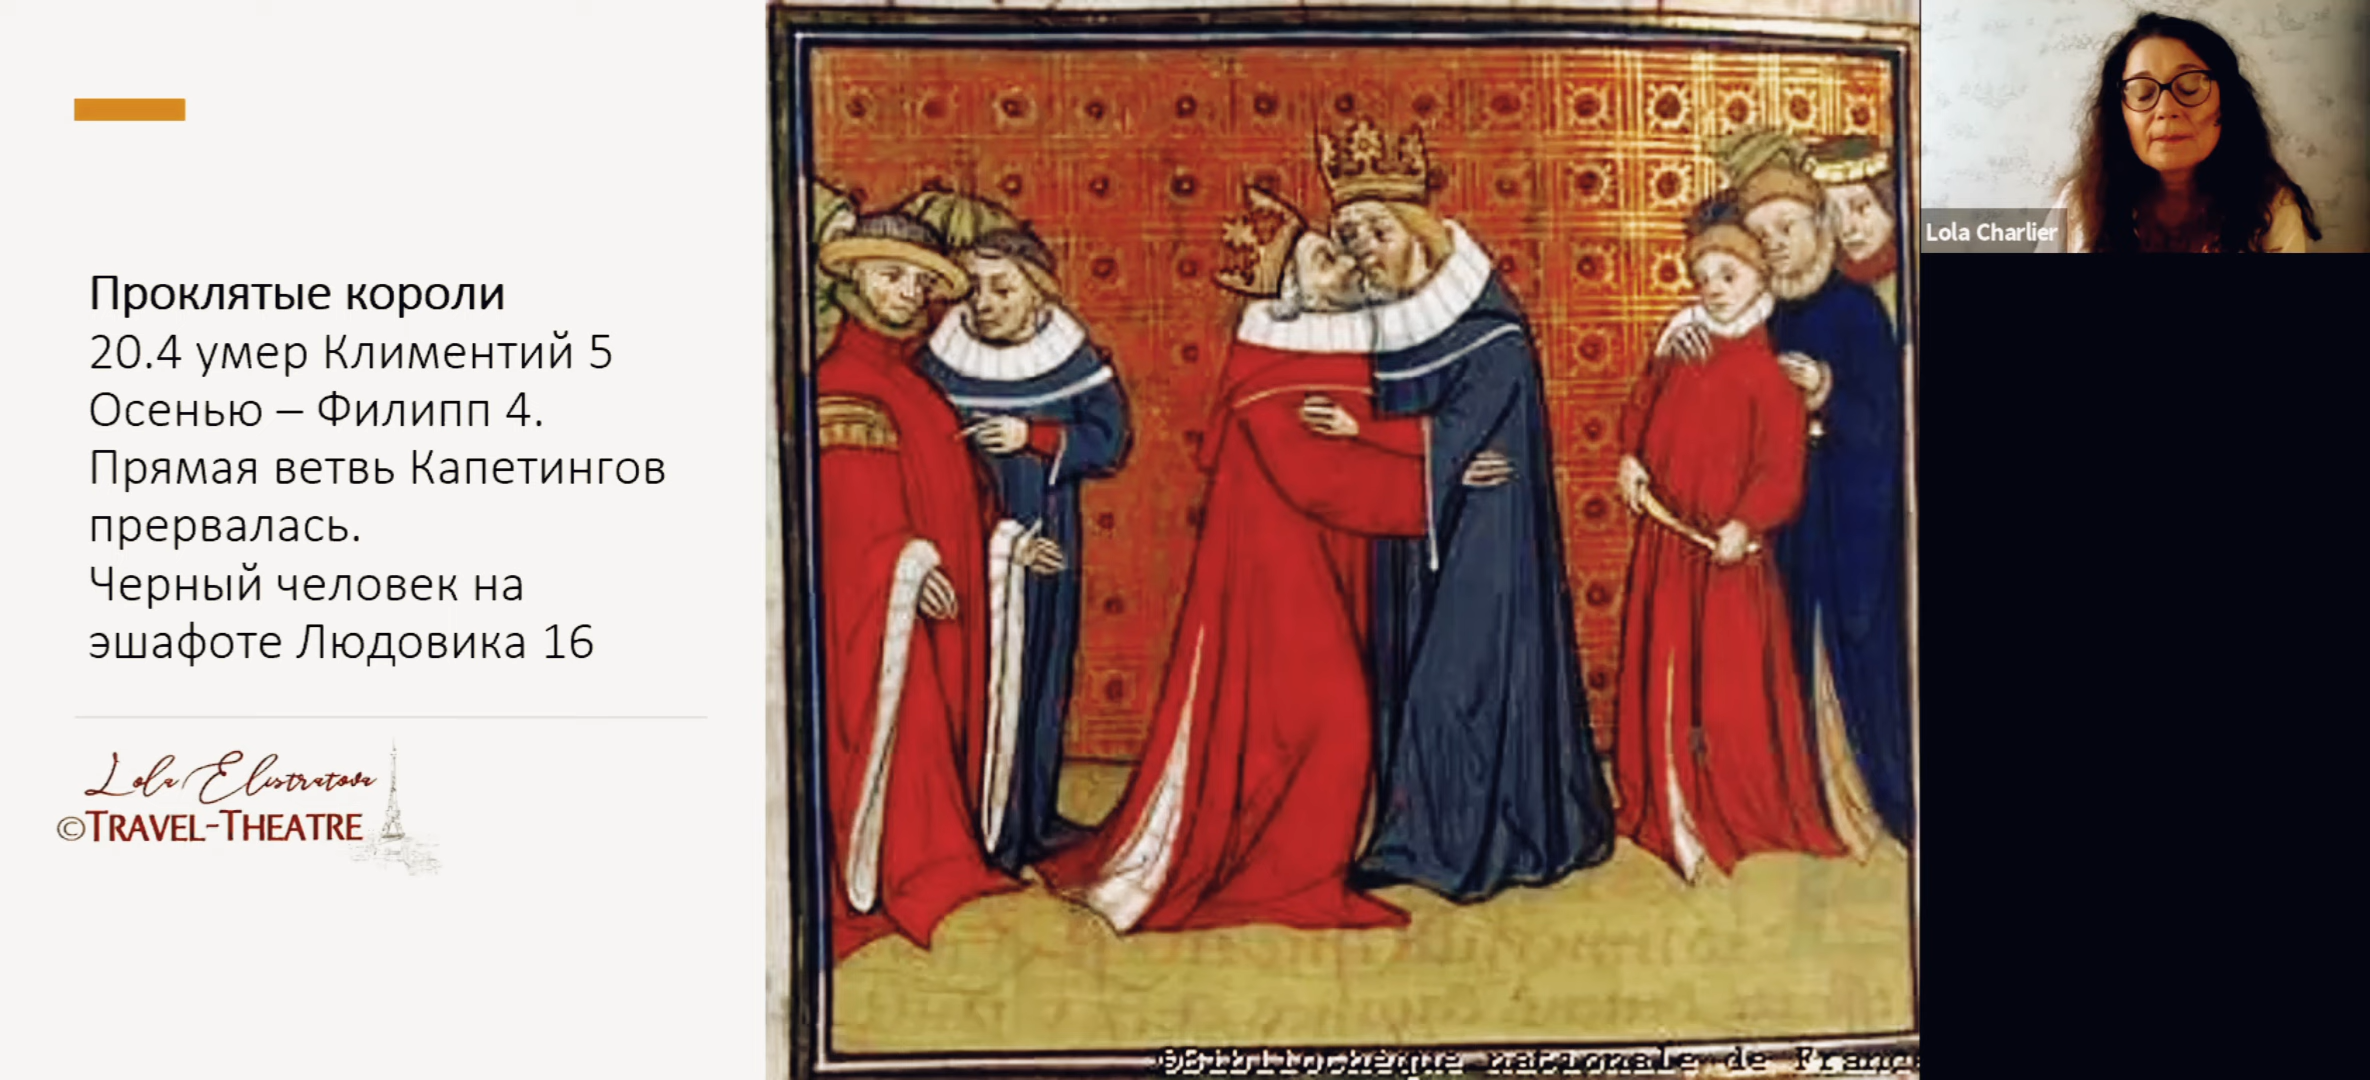 Проклятые короли
20.4 умер Климентий 5
Осенью – Филипп 4.
Прямая ветвь Капетингов
прервалась.
Черный человек на
эшафоте Людовика 16
Lola Elistratova
©TRAVEL-THEATRE
©Bibliothèque nationale de France
Lola Charlier